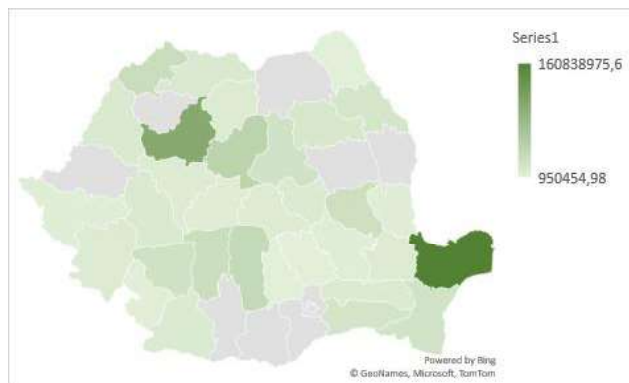 Series1
160838975,6
950454,98
Powered by Bing
© GeoNames, Microsoft, TomTom